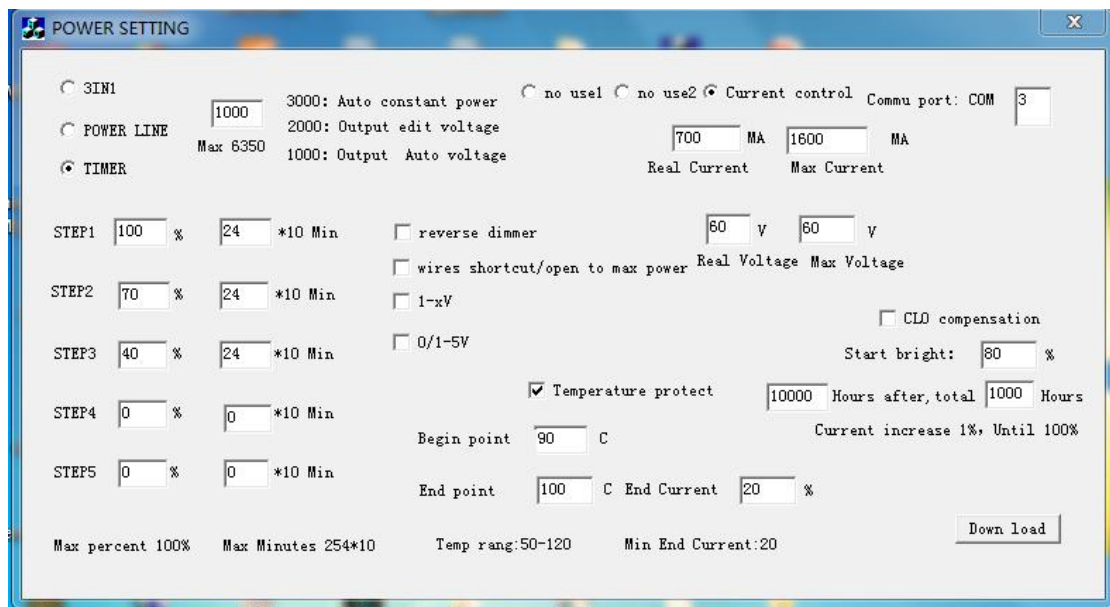 POWER SETTING
3IN1
POWER LINE
TIMER
1000
Max 6350
3000: Auto constant power
2000: Output edit voltage
1000: Output Auto voltage
no use1 no use2 Current control Commu port: COM 3
700 MA 1600 MA
Real Current Max Current
60 V 60 V
Real Voltage Max Voltage
STEP1 100 % 24 *10 Min
STEP2 70 % 24 *10 Min
STEP3 40 % 24 *10 Min
STEP4 0 % 0 *10 Min
STEP5 0 % 0 *10 Min
reverse dimmer
wires shortcut/open to max power
1-xV
0/1-5V
CLO compensation
Start bright: 80 %
10000 Hours after, total 1000 Hours
Current increase 1%, Until 100%
Temperature protect
Begin point 90 C
End point 100 C End Current 20 %
Down load
Max percent 100% Max Minutes 254*10 Temp rang:50-120 Min End Current:20